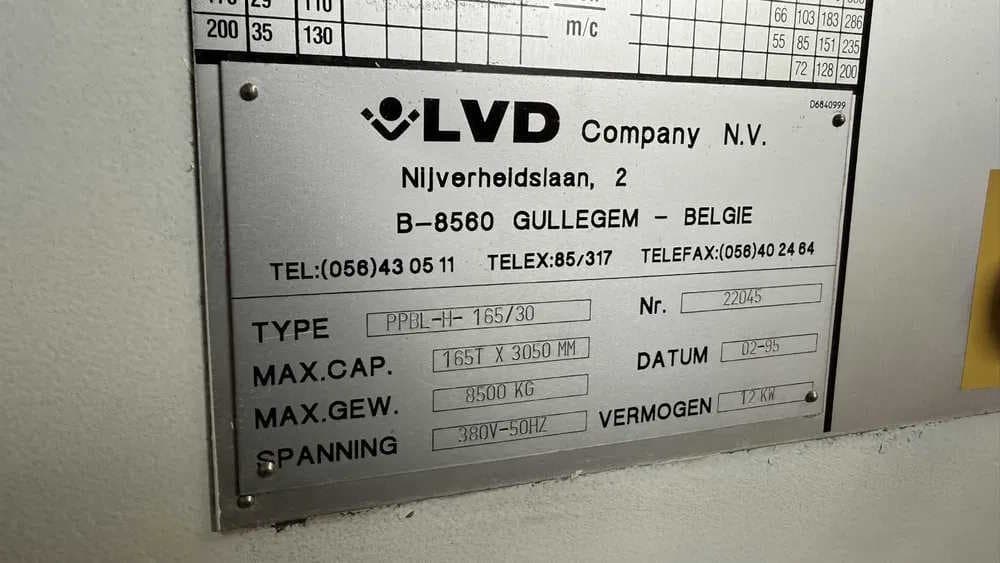 29 110
200 35 130
m/c
66 103 183 286
55 85 151 235
72 128 200
D6840999
LVD Company N.V.
Nijverheidslaan, 2
B-8560 GULLEGEM - BELGIE
TEL:(056)43 05 11 TELEX:85/317 TELEFAX:(056)40 24 64
TYPE PPBL-H- 165/30 Nr. 22045
MAX.CAP. 165T X 3050 MM DATUM 02-95
MAX.GEW. 8500 KG VERMOGEN 12 KW
SPANNING 380V-50HZ